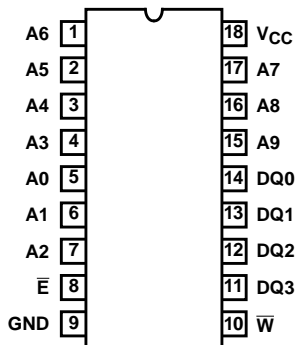 A6 1 18 VCC
A5 2 17 A7
A4 3 16 A8
A3 4 15 A9
A0 5 14 DQ0
A1 6 13 DQ1
A2 7 12 DQ2
E̅ 8 11 DQ3
GND 9 10 W̅